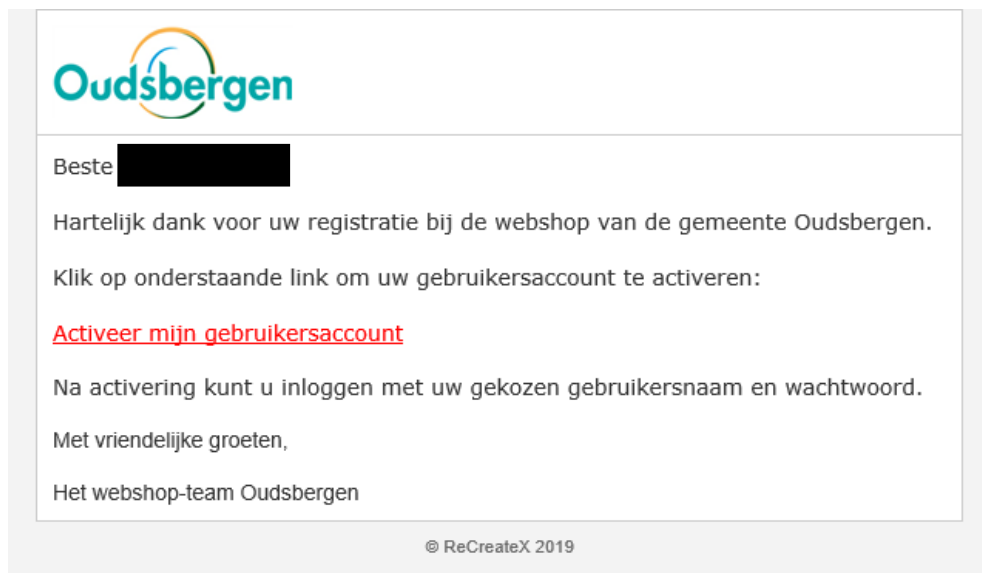 Oudsbergen
Beste
Hartelijk dank voor uw registratie bij de webshop van de gemeente Oudsbergen.
Klik op onderstaande link om uw gebruikersaccount te activeren:
Activeer mijn gebruikersaccount
Na activering kunt u inloggen met uw gekozen gebruikersnaam en wachtwoord.
Met vriendelijke groeten,
Het webshop-team Oudsbergen
© ReCreateX 2019